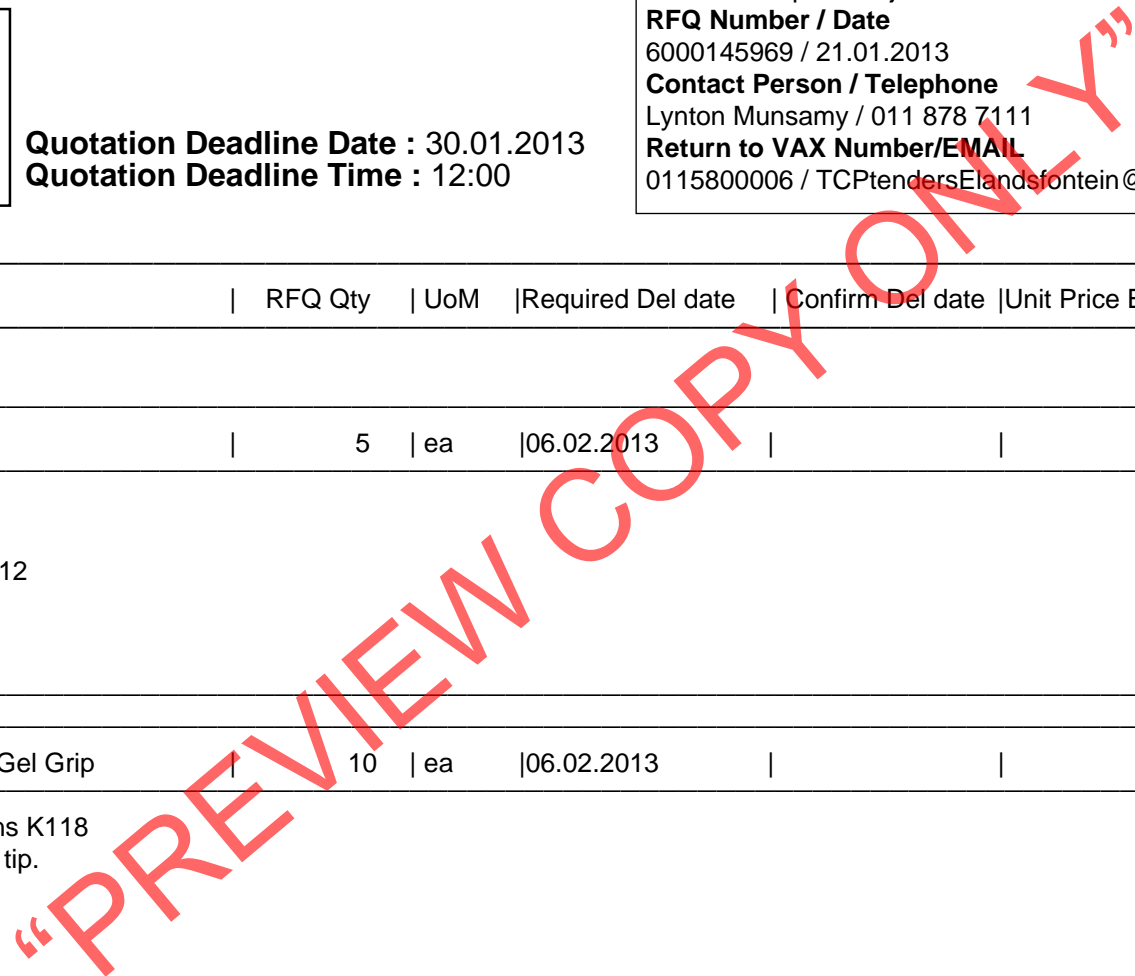 RFQ Number / Date
6000145969 / 21.01.2013
Contact Person / Telephone
Lynton Munsamy / 011 878 7111
Return to VAX Number/EMAIL
0115800006 / TCPtendersElandsfontein@
Quotation Deadline Date : 30.01.2013
Quotation Deadline Time : 12:00
| RFQ Qty | UoM |Required Del date | Confirm Del date |Unit Price E
| 5 | ea |06.02.2013 | |
12
Gel Grip | 10 | ea |06.02.2013 | |
ns K118
tip.
“PREVIEW COPY ONLY”